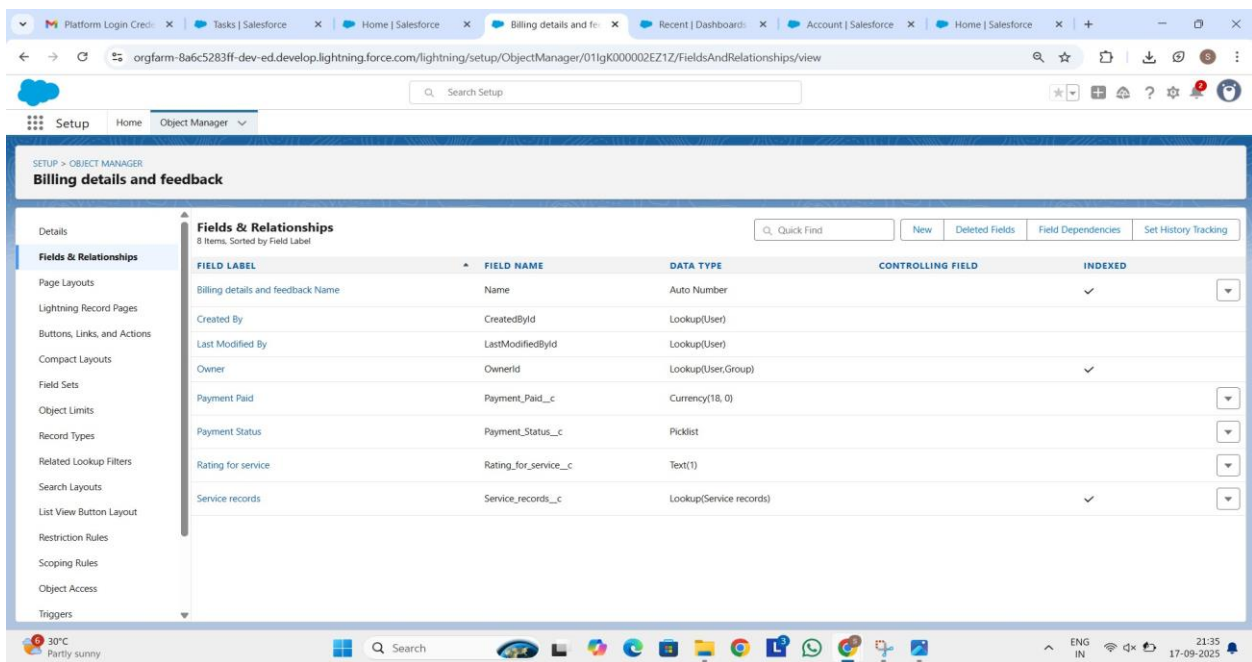 Platform Login Crede
Tasks | Salesforce
Home | Salesforce
Billing details and fee
Recent | Dashboards
Account | Salesforce
Home | Salesforce
orgfarm-8a6c5283ff-dev-ed.develop.lightning.force.com/lightning/setup/ObjectManager/01IgK000002EZ1Z/FieldsAndRelationships/view
S
Search Setup
2
Setup Home Object Manager
SETUP > OBJECT MANAGER
Billing details and feedback
Details
Fields & Relationships
Page Layouts
Lightning Record Pages
Buttons, Links, and Actions
Compact Layouts
Field Sets
Object Limits
Record Types
Related Lookup Filters
Search Layouts
List View Button Layout
Restriction Rules
Scoping Rules
Object Access
Triggers
Fields & Relationships
8 Items, Sorted by Field Label
Quick Find New Deleted Fields Field Dependencies Set History Tracking
FIELD LABEL FIELD NAME DATA TYPE CONTROLLING FIELD INDEXED
Billing details and feedback Name Name Auto Number
Created By CreatedById Lookup(User)
Last Modified By LastModifiedById Lookup(User)
Owner OwnerId Lookup(User,Group)
Payment Paid Payment_Paid__c Currency(18, 0)
Payment Status Payment_Status__c Picklist
Rating for service Rating_for_service__c Text(1)
Service records Service_records__c Lookup(Service records)
6
30°C
Partly sunny
Search
3
ENG
IN
21:35
17-09-2025